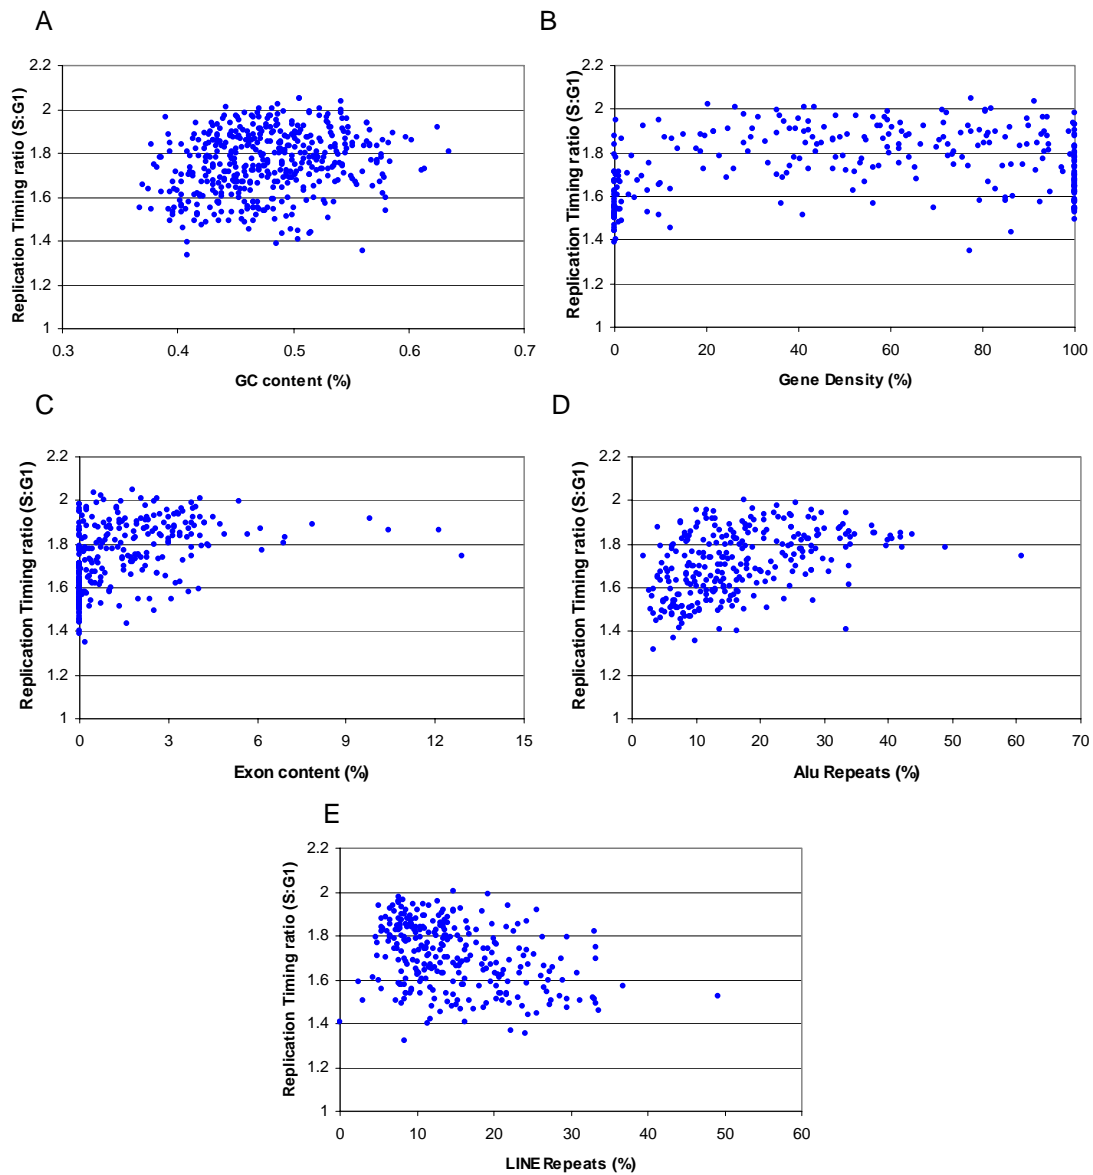 A
B
2.2
2
1.8
1.6
1.4
1.2
1
0.3 0.4 0.5 0.6 0.7
Replication Timing ratio (S:G1)
GC content (%)
2.2
2
1.8
1.6
1.4
1.2
1
0 20 40 60 80 100
Replication Timing ratio (S:G1)
Gene Density (%)
C
D
2.2
2
1.8
1.6
1.4
1.2
1
0 3 6 9 12 15
Replication Timing ratio (S:G1)
Exon content (%)
2.2
2
1.8
1.6
1.4
1.2
1
0 10 20 30 40 50 60 70
Replication Timing ratio (S:G1)
Alu Repeats (%)
E
2.2
2
1.8
1.6
1.4
1.2
1
0 10 20 30 40 50 60
Replication Timing ratio (S:G1)
LINE Repeats (%)